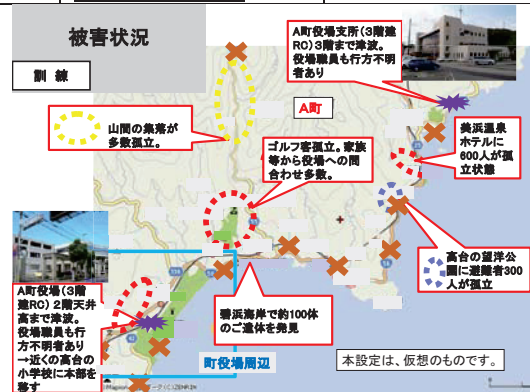 被害状況
訓 練
A町役場支所(3階建
RC)3階まで津波。
役場職員も行方不明
者あり
A町
山間の集落が
多数孤立。
ゴルフ客孤立。家族
等から役場への問
合わせ多数。
美浜温泉
ホテルに
600人が孤
立状態
高台の望洋公
園に避難者300
人が孤立
A町役場(3階
建RC)2階天井
高まで津波。
役場職員も行
方不明者あり
→近くの高台の
小学校に本部を
移す
碧浜海岸で約100体
のご遺体を発見
町役場周辺
本設定は、仮想のものです。